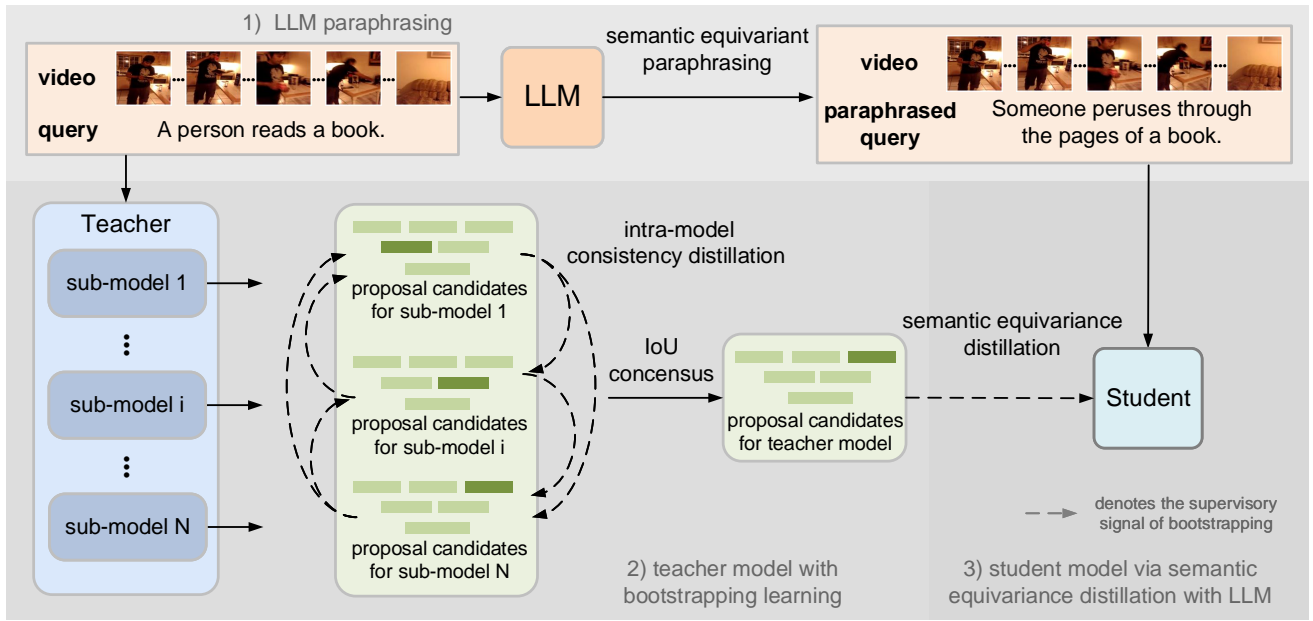 1) LLM paraphrasing
video
query
A person reads a book.
LLM
semantic equivariant
paraphrasing
video
paraphrased
query
Someone peruses through
the pages of a book.
Teacher
sub-model 1
sub-model i
sub-model N
proposal candidates
for sub-model 1
proposal candidates
for sub-model i
proposal candidates
for sub-model N
intra-model
consistency distillation
IoU
concensus
proposal candidates
for teacher model
semantic equivariance
distillation
Student
denotes the supervisory
signal of bootstrapping
2) teacher model with
bootstrapping learning
3) student model via semantic
equivariance distillation with LLM